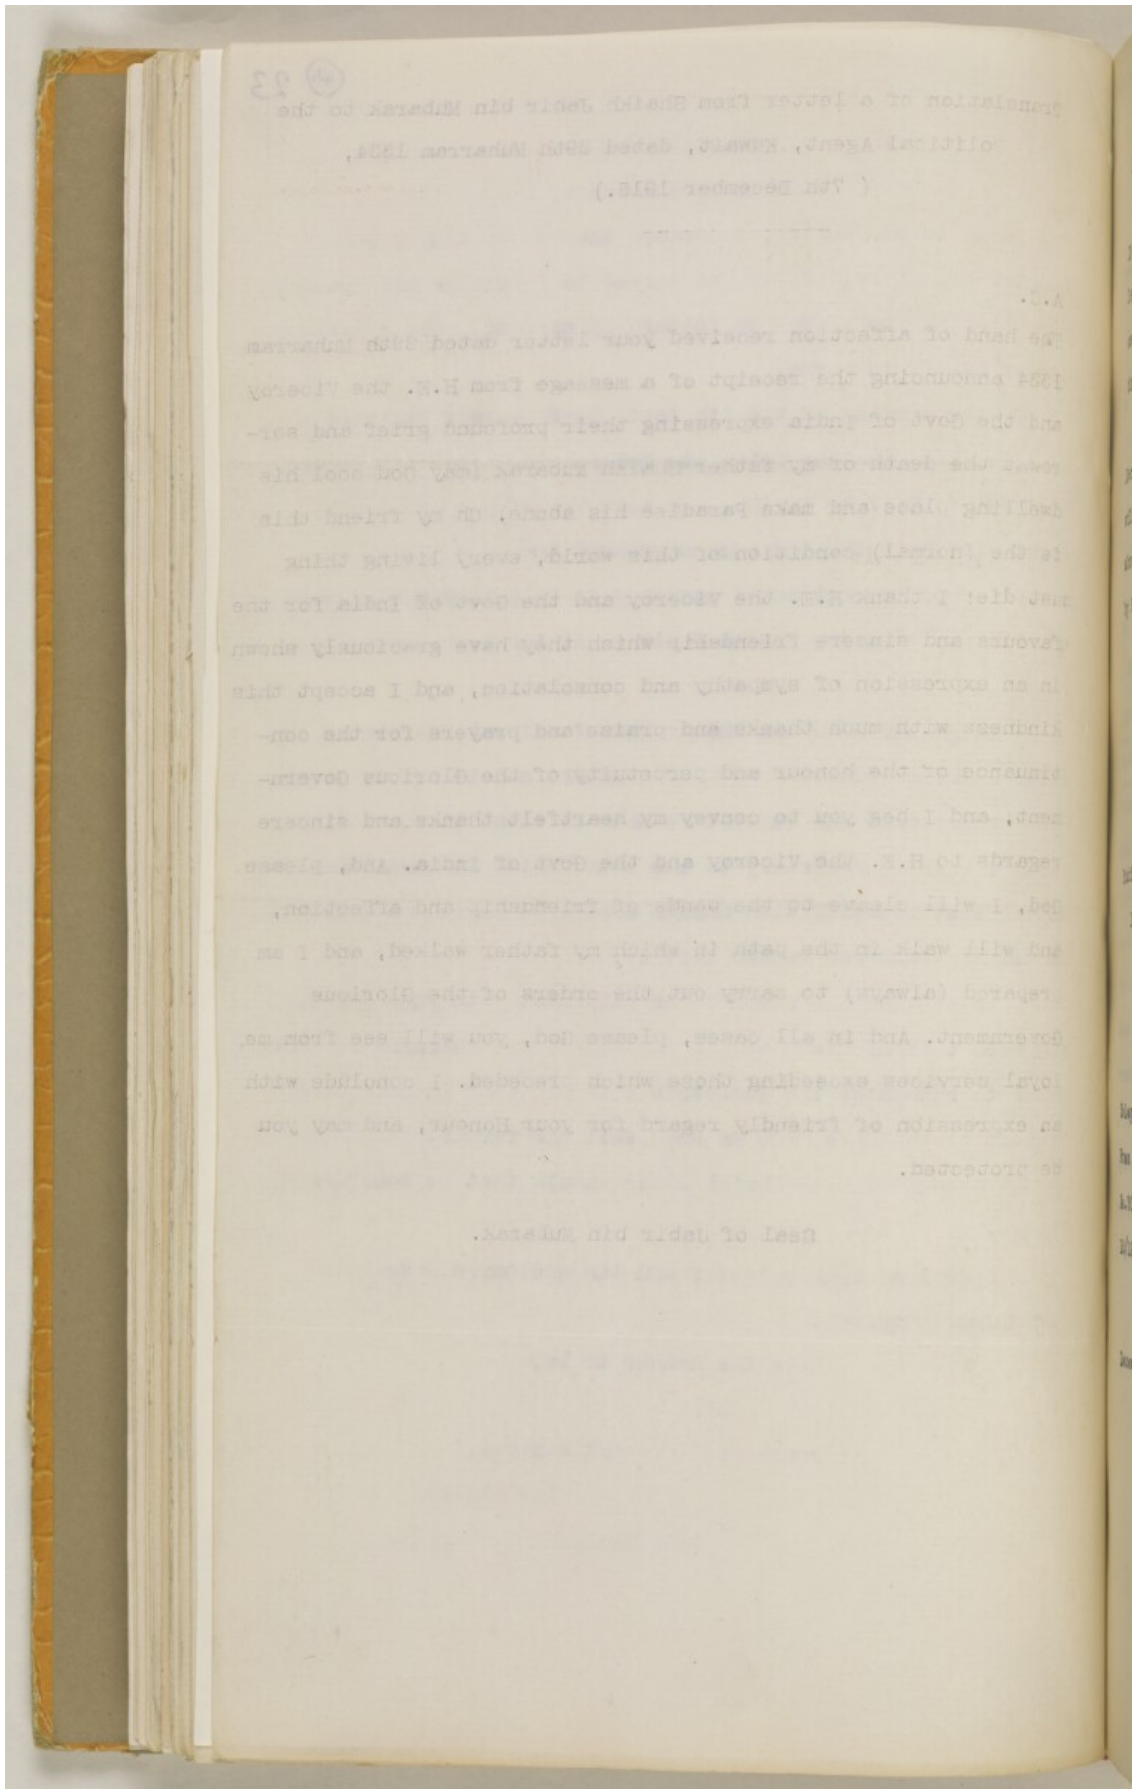 23
Translation of a letter from Shaikh Jabir bin Mubarak to the
Political Agent, Kuwait, dated 29th Muharram 1334,
( 7th December 1915.)
A.C.
The hand of affection received your letter dated 29th Muharram
1334 announcing the receipt of a message from H.E. the Viceroy
and the Govt of India expressing their profound grief and sor-
row at the death of my father Shaikh Mubarak (may God cool his
dwelling place and make Paradise his abode). Oh my friend this
is the (normal) condition of this world, every living thing
must die: I thank H.E. the Viceroy and the Govt of India for the
favours and sincere friendship which they have graciously shown
in an expression of sympathy and consolation, and I accept this
kindness with much thanks and praise and prayers for the con-
tinuance of the honour and perpetuity of the Glorious Govern-
ment, and I beg you to convey my heartfelt thanks and sincere
regards to H.E. the Viceroy and the Govt of India. And, please
God, I will cleave to the bands of friendship and affection,
and will walk in the path in which my father walked, and I am
prepared (always) to carry out the orders of the Glorious
Government. And in all cases, please God, you will see from me
loyal services exceeding those which preceded. I conclude with
an expression of friendly regard for your Honour, and may you
be protected.
Seal of Jabir bin Mubarak.